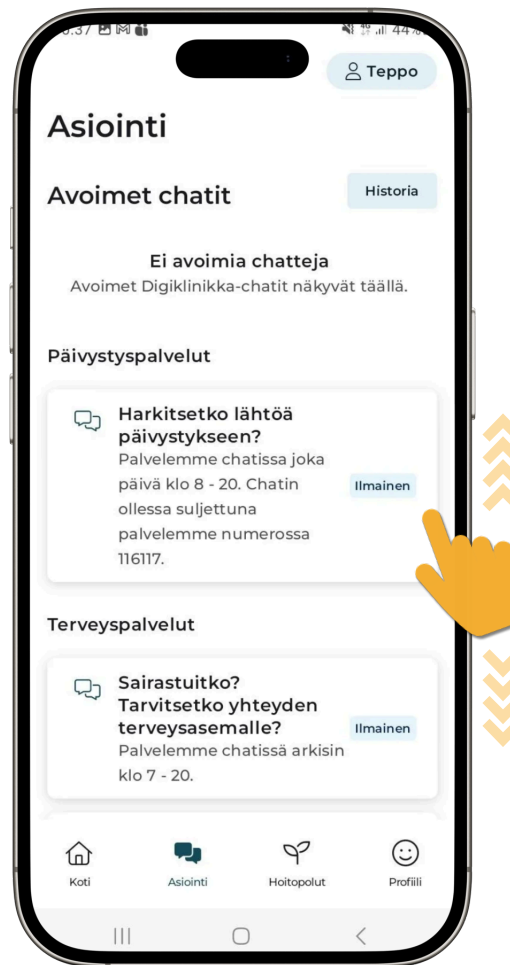 44%
Teppo
Asiointi
Avoimet chatit
Historia
Ei avoimia chatteja
Avoimet Digiklinikka-chatit näkyvät täällä.
Päivystyspalvelut
Harkitsetko lähtöä
päivystykseen?
Palvelemme chatissa joka
päivä klo 8 - 20. Chatin
ollessa suljettuna
palvelemme numerossa
116117.
Ilmainen
Terveyspalvelut
Sairastuitko?
Tarvitsetko yhteyden
terveysasemalle?
Palvelemme chatissä arkisin
klo 7 - 20.
Ilmainen
Koti
Asiointi
Hoitopolut
Profiili